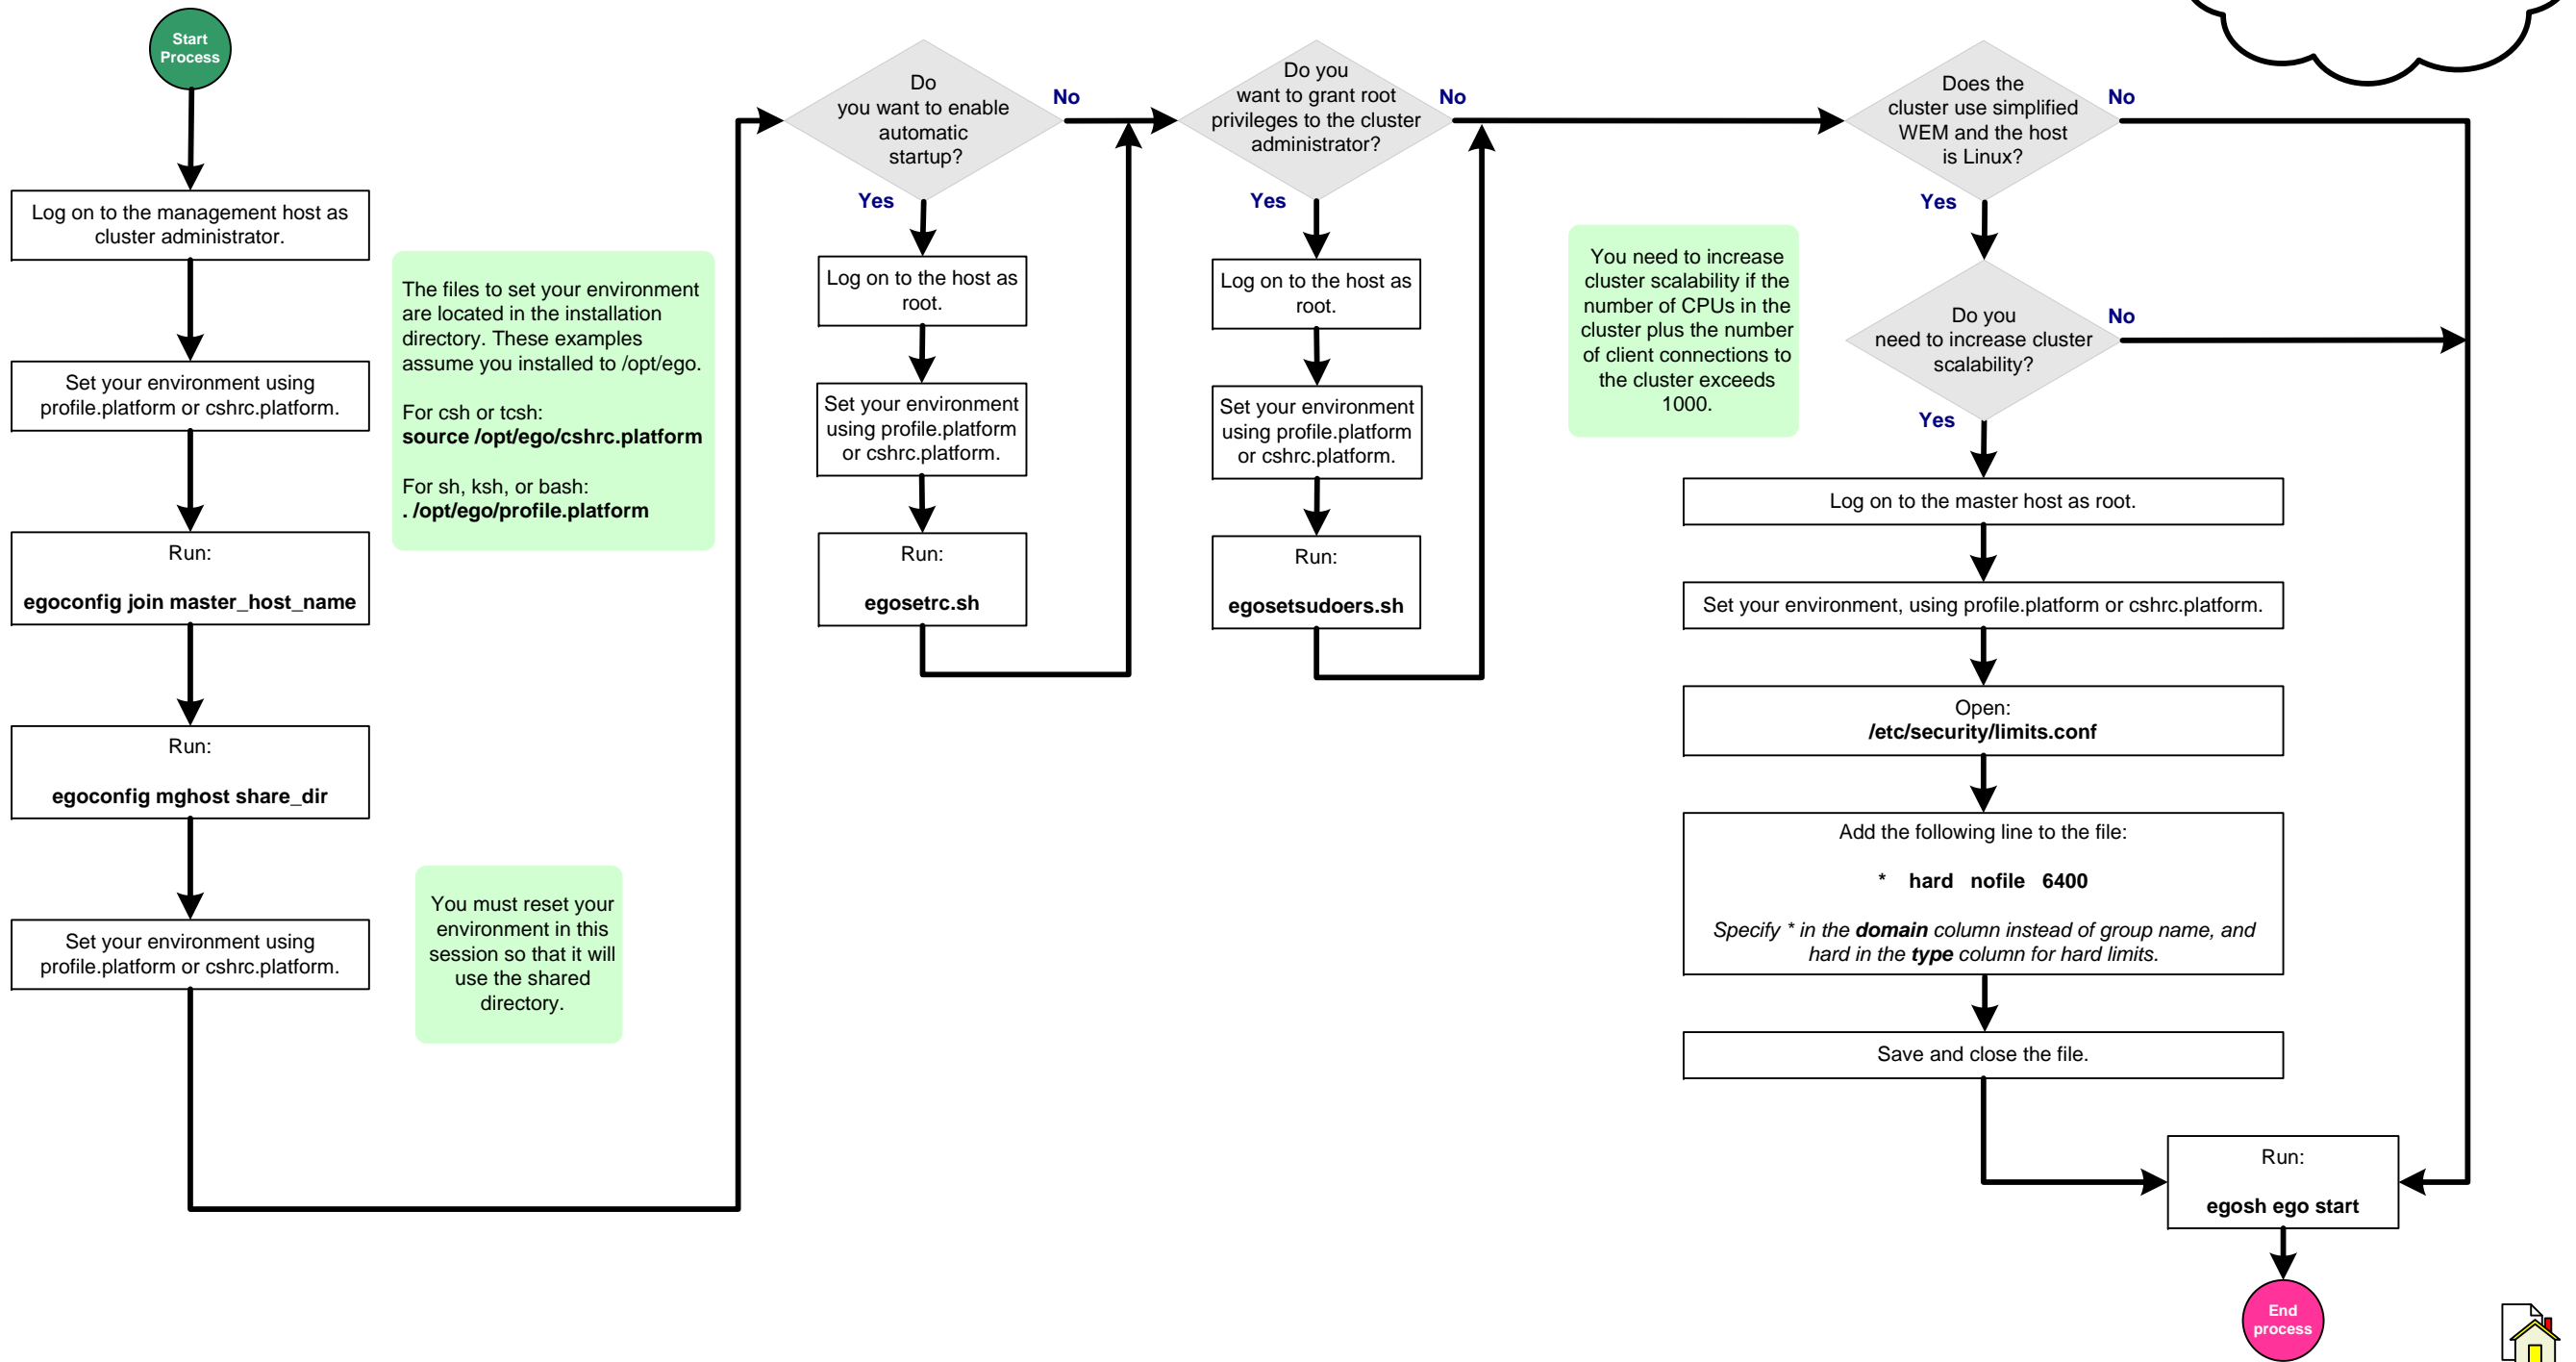 Start
Process
Log on to the management host as
cluster administrator.
Set your environment using
profile.platform or cshrc.platform.
Run:
egoconfig join master_host_name
Run:
egoconfig mghost share_dir
Set your environment using
profile.platform or cshrc.platform.
The files to set your environment
are located in the installation
directory. These examples
assume you installed to /opt/ego.
For csh or tcsh:
source /opt/ego/cshrc.platform
For sh, ksh, or bash:
. /opt/ego/profile.platform
You must reset your
environment in this
session so that it will
use the shared
directory.
Do
you want to enable
automatic
startup?
No
Yes
Log on to the host as
root.
Set your environment
using profile.platform
or cshrc.platform.
Run:
egosetrc.sh
Do you
want to grant root
privileges to the cluster
administrator?
No
Yes
Log on to the host as
root.
Set your environment
using profile.platform
or cshrc.platform.
Run:
egosetsudoers.sh
You need to increase
cluster scalability if the
number of CPUs in the
cluster plus the number
of client connections to
the cluster exceeds
1000.
Does the
cluster use simplified
WEM and the host
is Linux?
No
Yes
Do you
need to increase cluster
scalability?
No
Yes
Log on to the master host as root.
Set your environment, using profile.platform or cshrc.platform.
Open:
/etc/security/limits.conf
Add the following line to the file:
* hard nofile 6400
Specify * in the domain column instead of group name, and
hard in the type column for hard limits.
Save and close the file.
Run:
egosh ego start
End
process